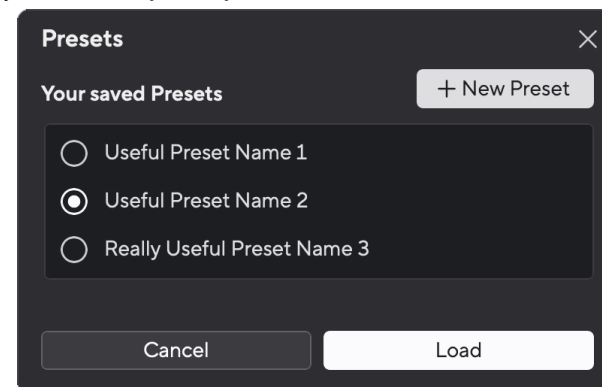 Presets
Your saved Presets
+ New Preset
Useful Preset Name 1
Useful Preset Name 2
Really Useful Preset Name 3
Cancel
Load